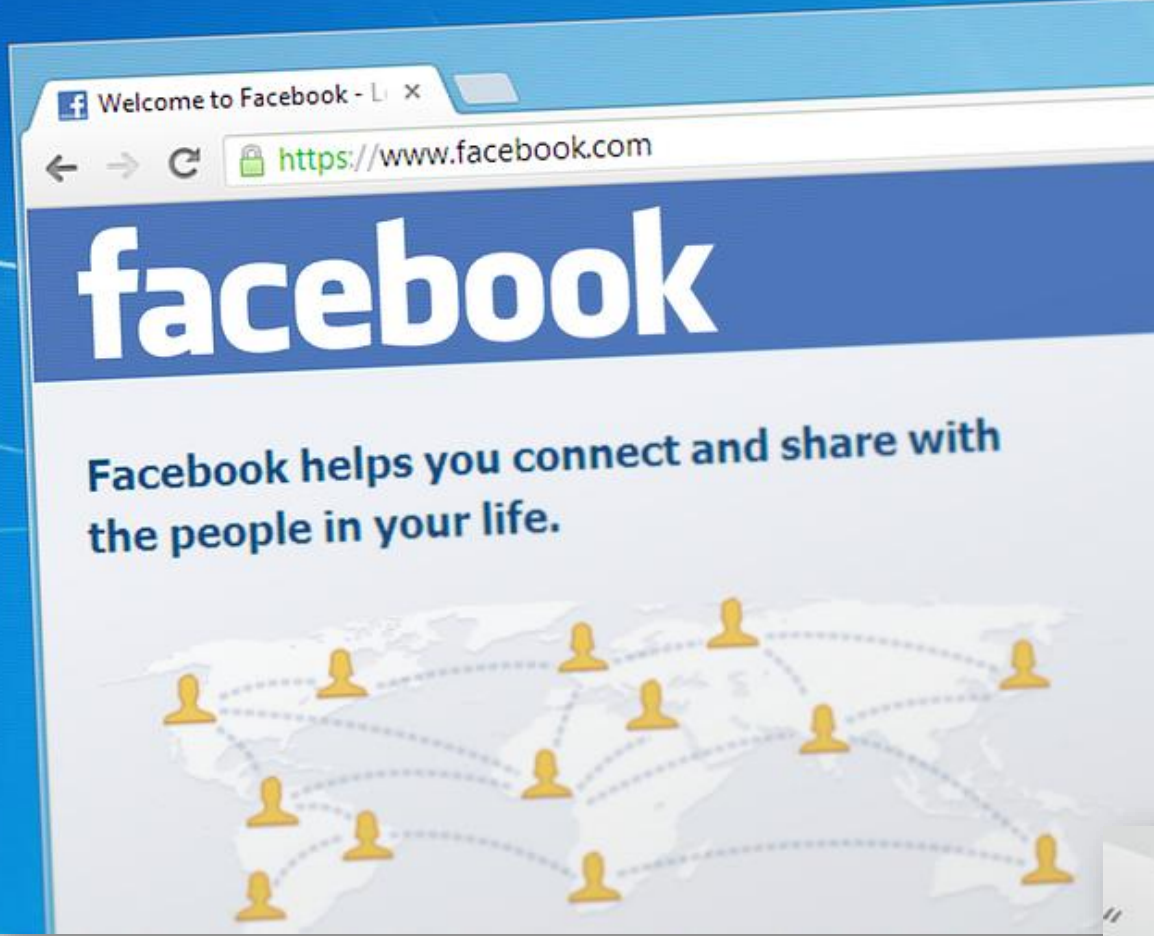 Welcome to Facebook - L
https://www.facebook.com
facebook
Facebook helps you connect and share with
the people in your life.